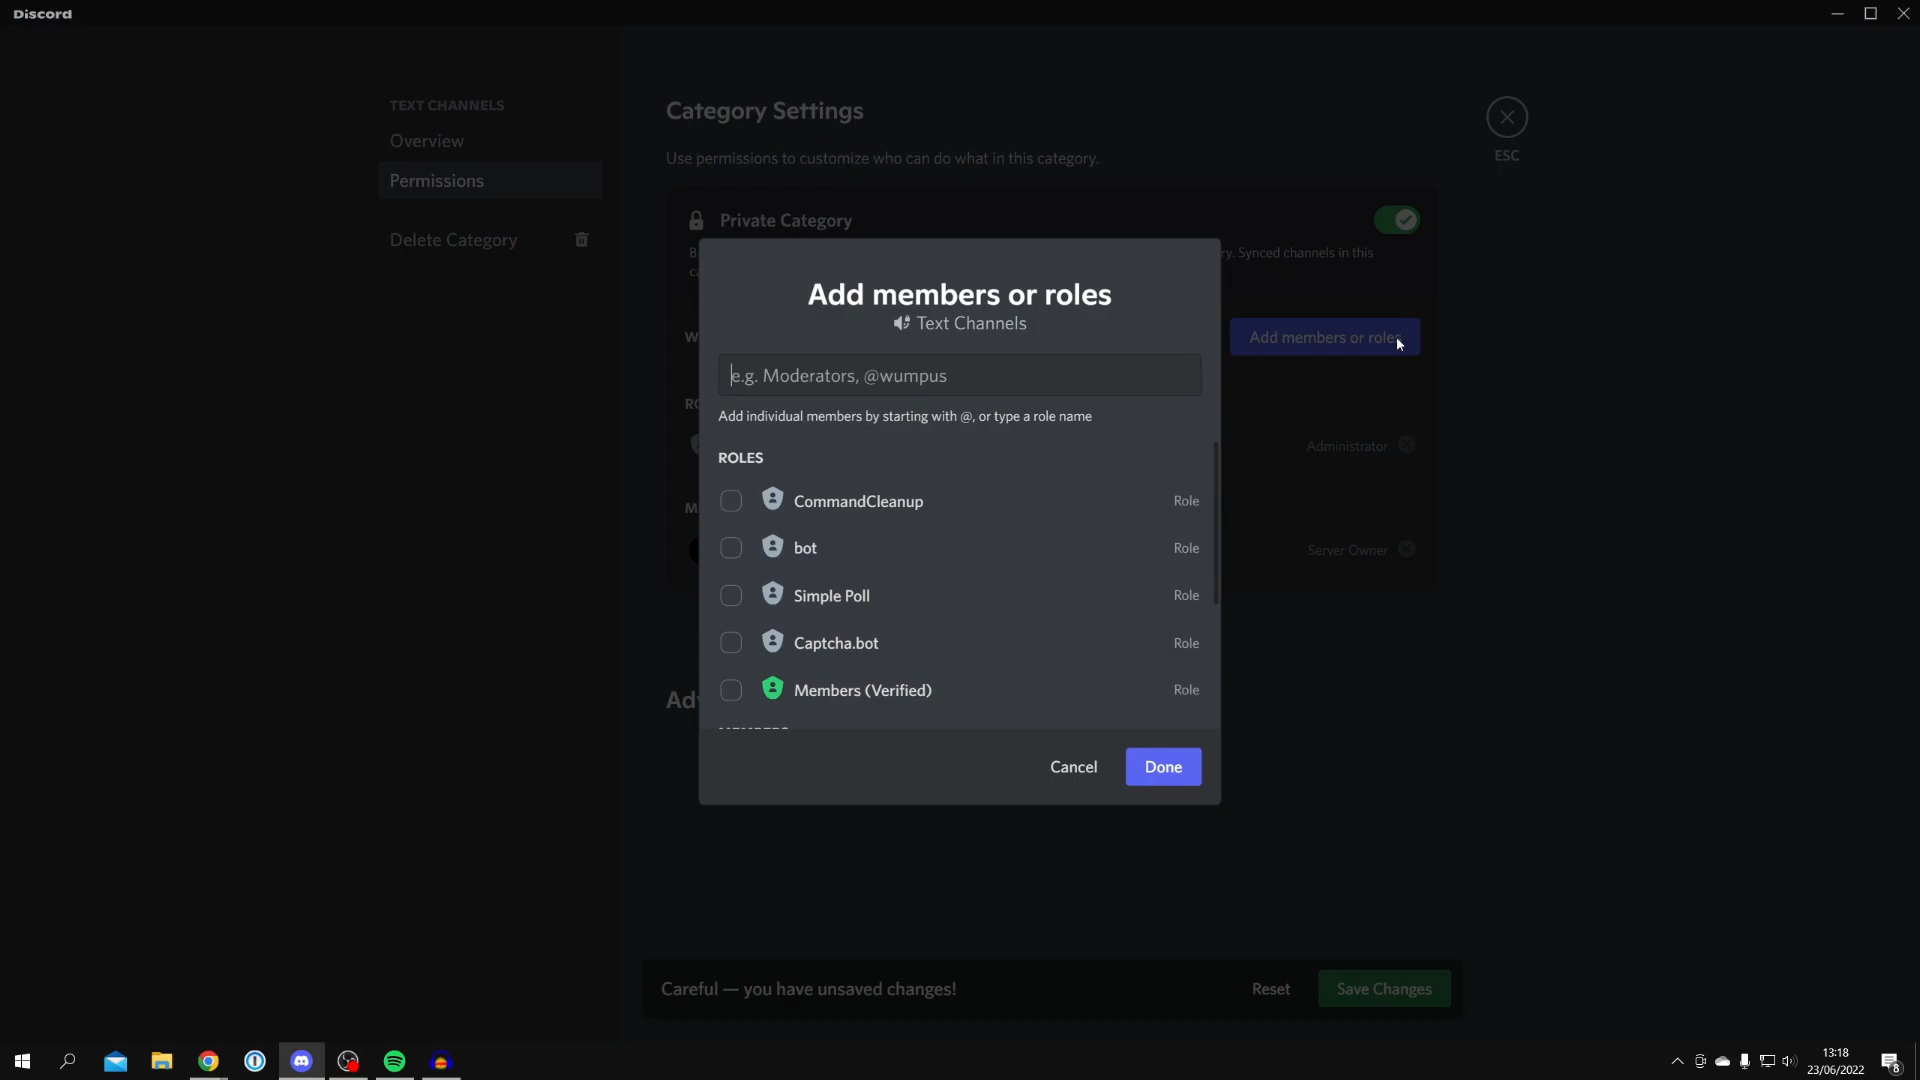 Discord
TEXT CHANNELS
Overview
Permissions
Delete Category
Category Settings
Use permissions to customize who can do what in this category.
ESC
Private Category
B
ry. Synced channels in this
ca
Add members or roles
Administrator
Server Owner
Add members or roles
Text Channels
e.g. Moderators, @wumpus
Add individual members by starting with @, or type a role name
ROLES
CommandCleanup
Role
bot
Role
Simple Poll
Role
Captcha.bot
Role
Members (Verified)
Role
Cancel
Done
Careful — you have unsaved changes!
Reset
Save Changes
13:18
23/06/2022
8